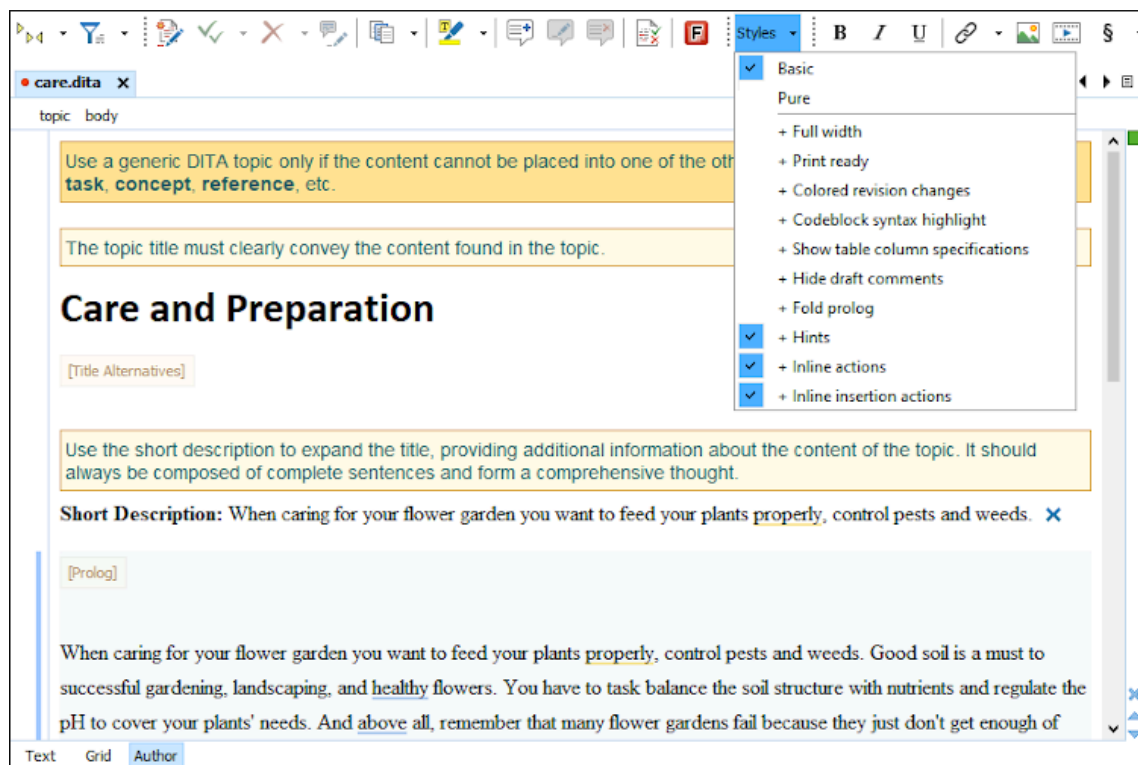 Styles B I U §
F
T
care.dita
topic body
Basic
Pure
+ Full width
+ Print ready
+ Colored revision changes
+ Codeblock syntax highlight
+ Show table column specifications
+ Hide draft comments
+ Fold prolog
+ Hints
+ Inline actions
+ Inline insertion actions
Use a generic DITA topic only if the content cannot be placed into one of the
task, concept, reference, etc.
The topic title must clearly convey the content found in the topic.
Care and Preparation
[Title Alternatives]
Use the short description to expand the title, providing additional information about the content of the topic. It should
always be composed of complete sentences and form a comprehensive thought.
Short Description: When caring for your flower garden you want to feed your plants properly, control pests and weeds.
[Prolog]
When caring for your flower garden you want to feed your plants properly, control pests and weeds. Good soil is a must to
successful gardening, landscaping, and healthy flowers. You have to task balance the soil structure with nutrients and regulate the
pH to cover your plants' needs. And above all, remember that many flower gardens fail because they just don't get enough of
Text Grid Author